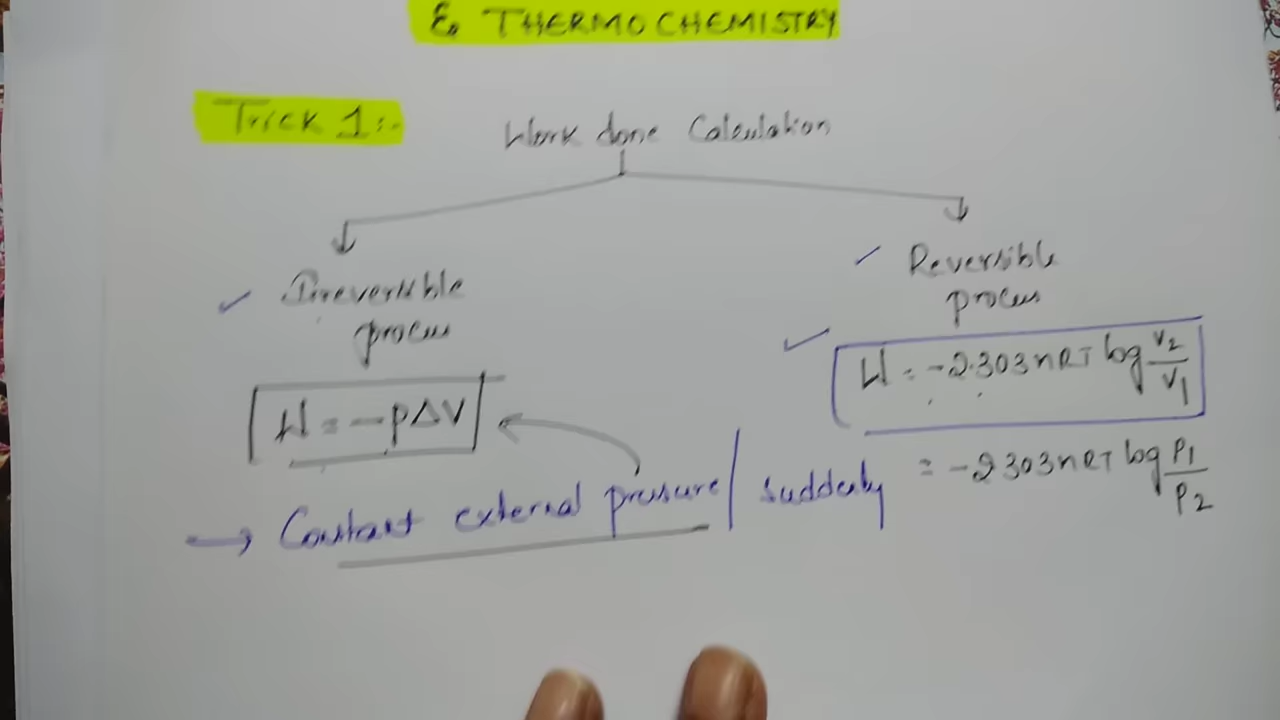 & THERMOCHEMISTRY
Trick 1:-
Work done Calculation
Irreversible
process
W = -PΔV
→ Constant external pressure / suddenly
Reversible
process
W = -2.303nRT log V2/V1
= -2.303nRT log P1/P2